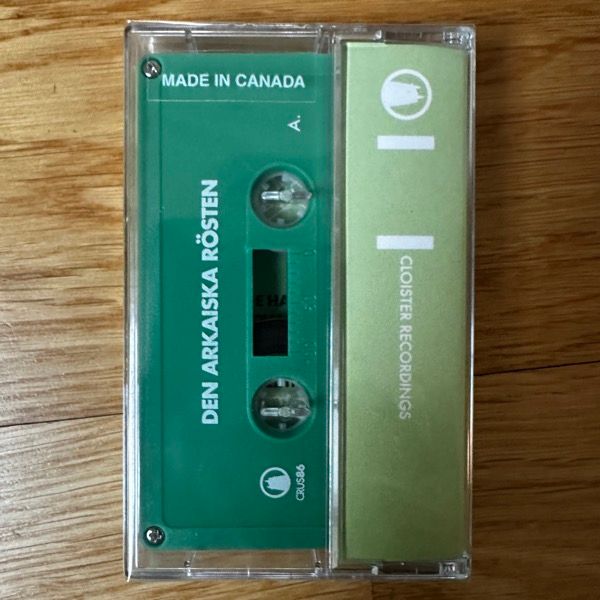 MADE IN CANADA
A.
DEN ARKAISKA RÖSTEN
CRUS86
CLOISTER RECORDINGS